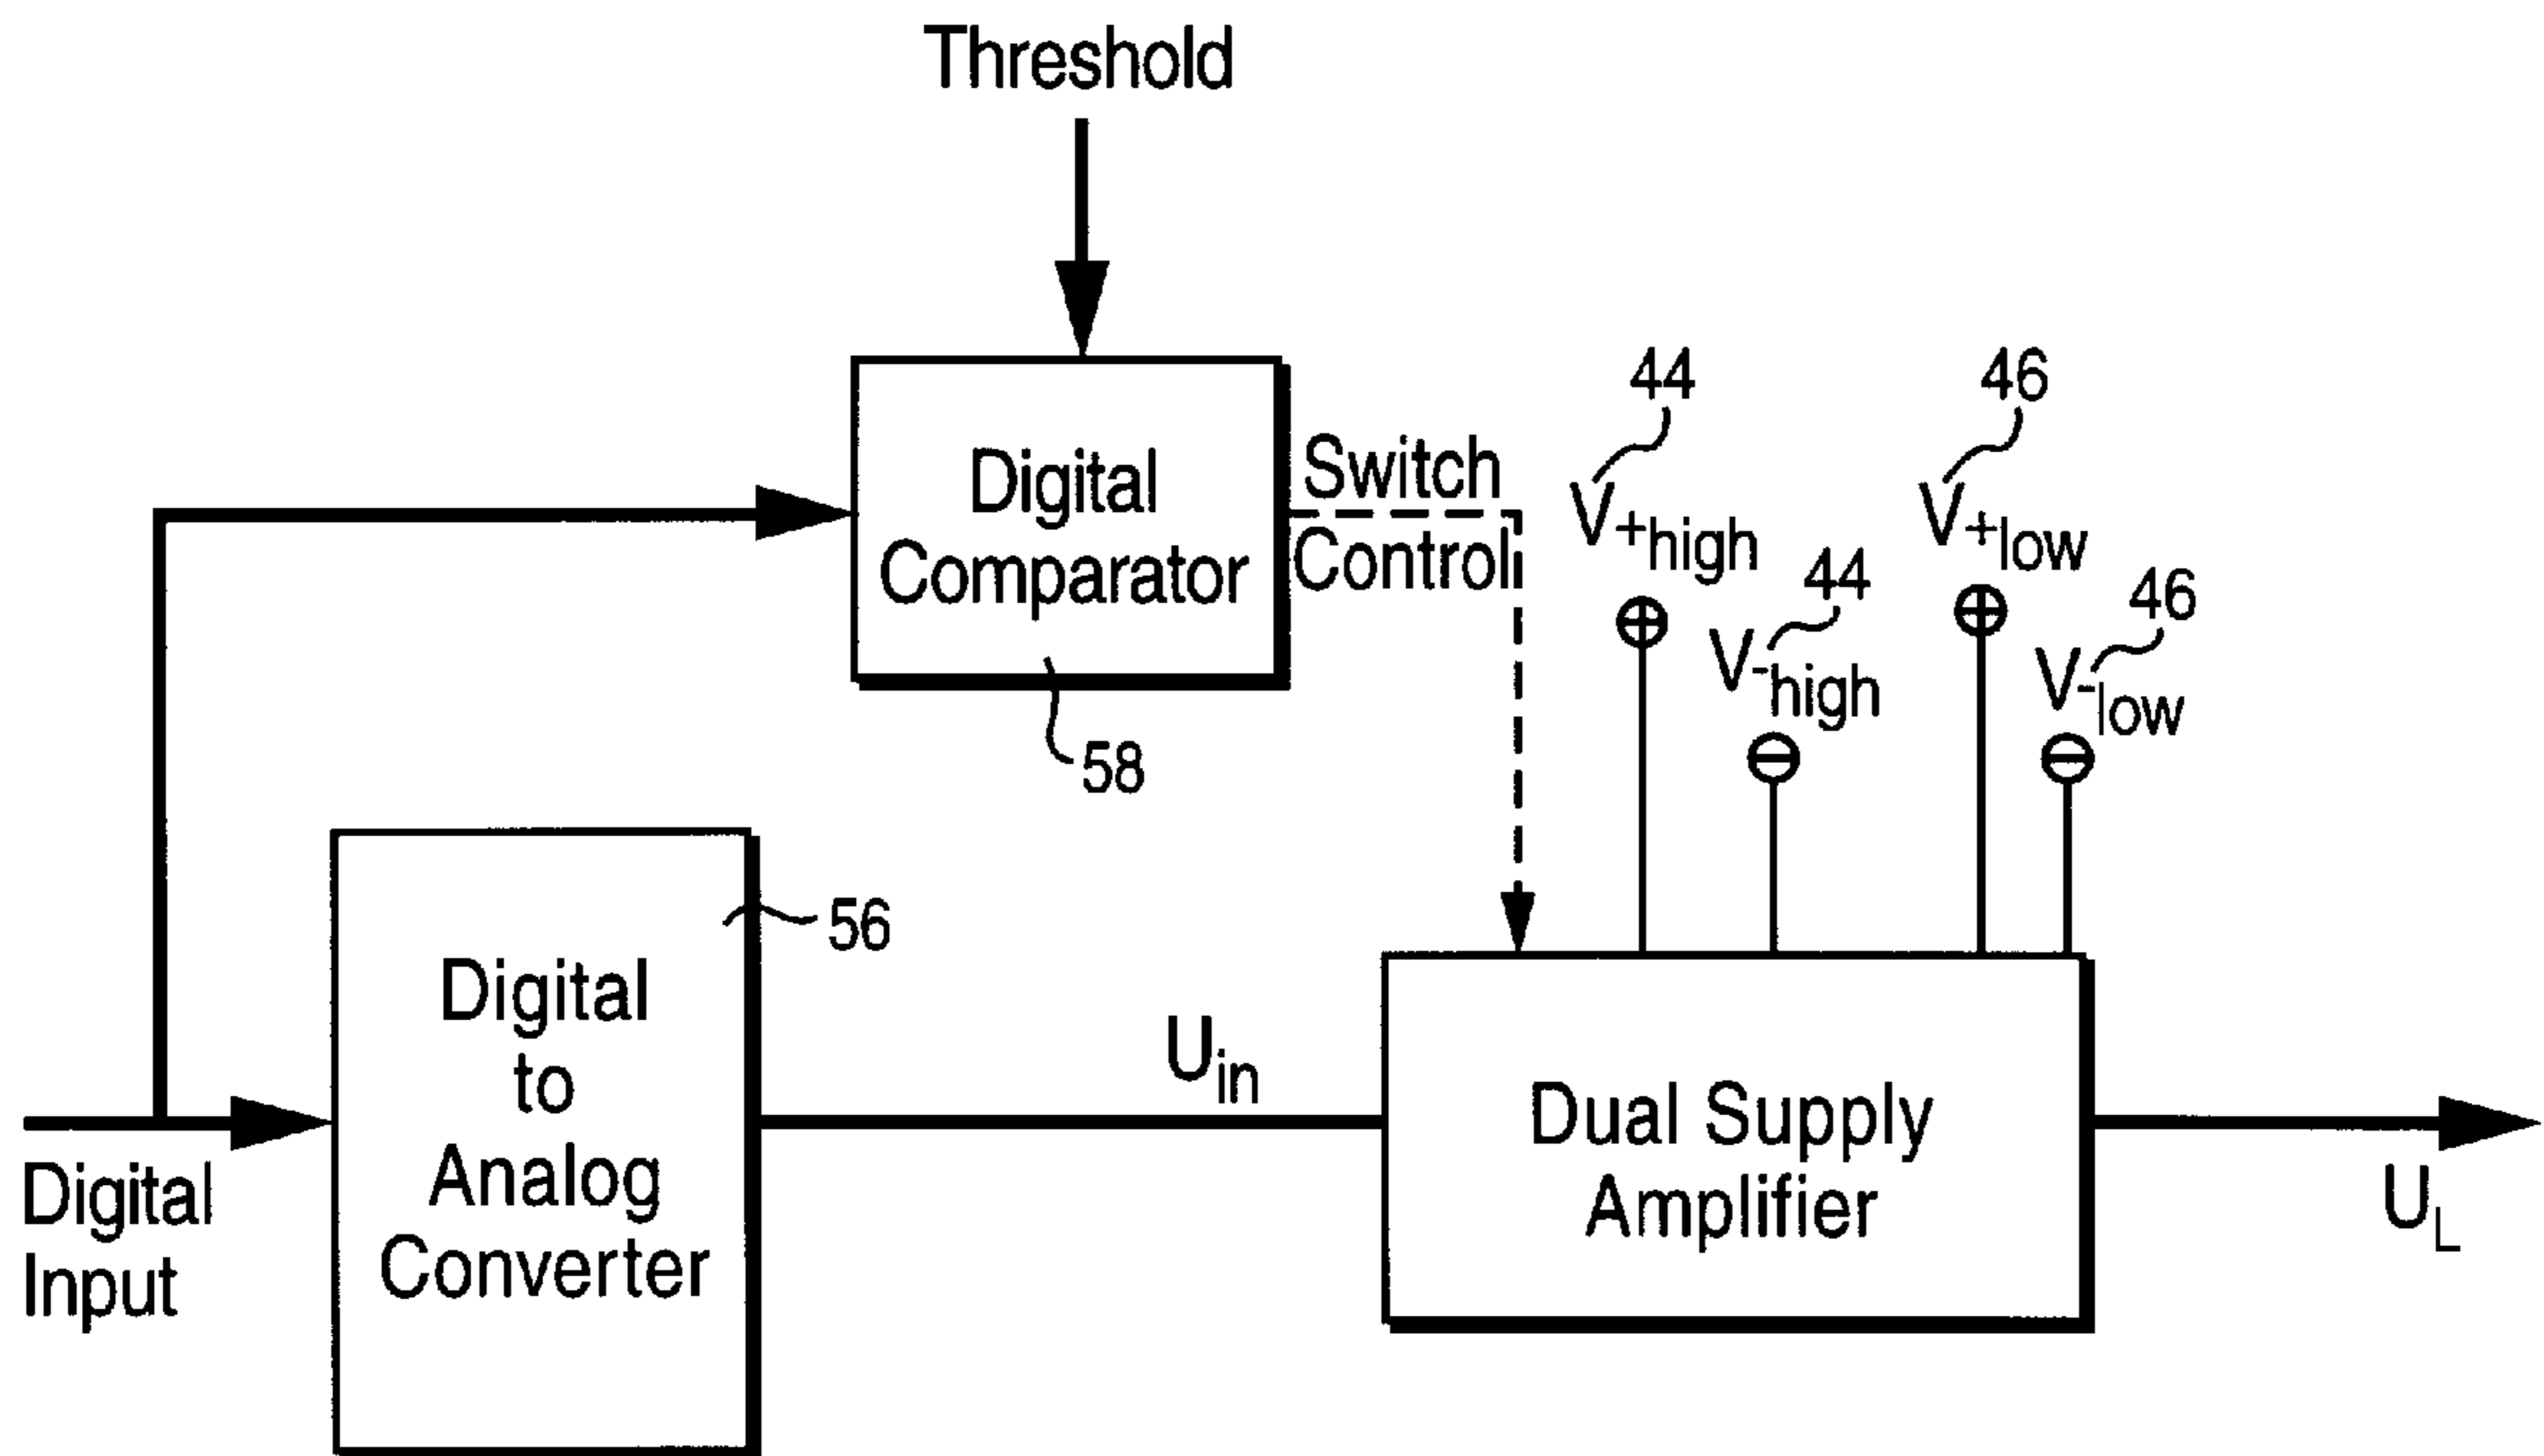 Threshold
Digital
Comparator
58
Switch
Control
44
V+high
44
V-high
46
V+low
46
V-low
Digital
Input
56
Digital
to
Analog
Converter
Uin
Dual Supply
Amplifier
UL